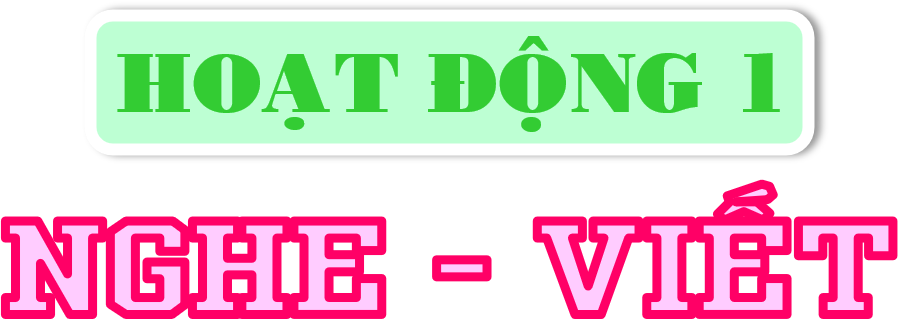 HOẠT ĐỘNG 1
NGHE - VIẾT